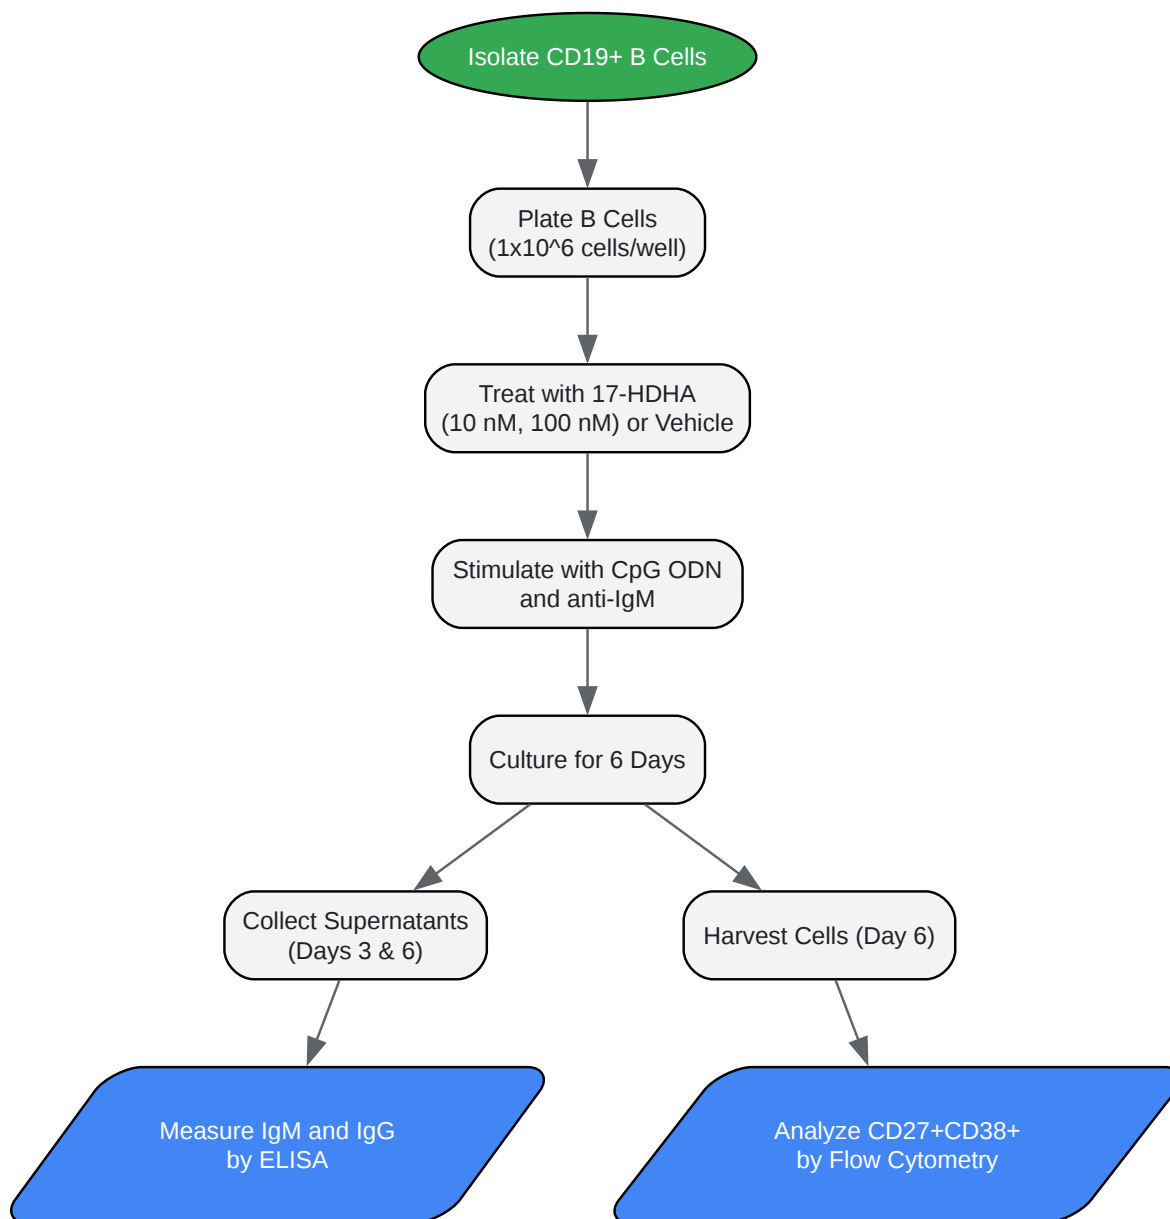 Isolate CD19+ B Cells
Plate B Cells
(1x10^6 cells/well)
Treat with 17-HDHA
(10 nM, 100 nM) or Vehicle
Stimulate with CpG ODN
and anti-IgM
Culture for 6 Days
Collect Supernatants
(Days 3 & 6)
Harvest Cells (Day 6)
Measure IgM and IgG
by ELISA
Analyze CD27+CD38+
by Flow Cytometry